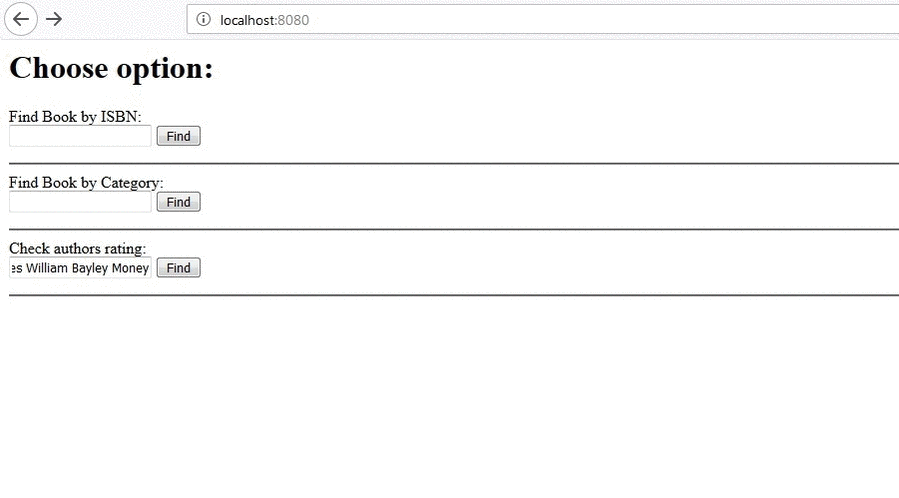 localhost:8080
Choose option:
Find Book by ISBN:
Find
Find Book by Category:
Find
Check authors rating:
William Bayley Money Find